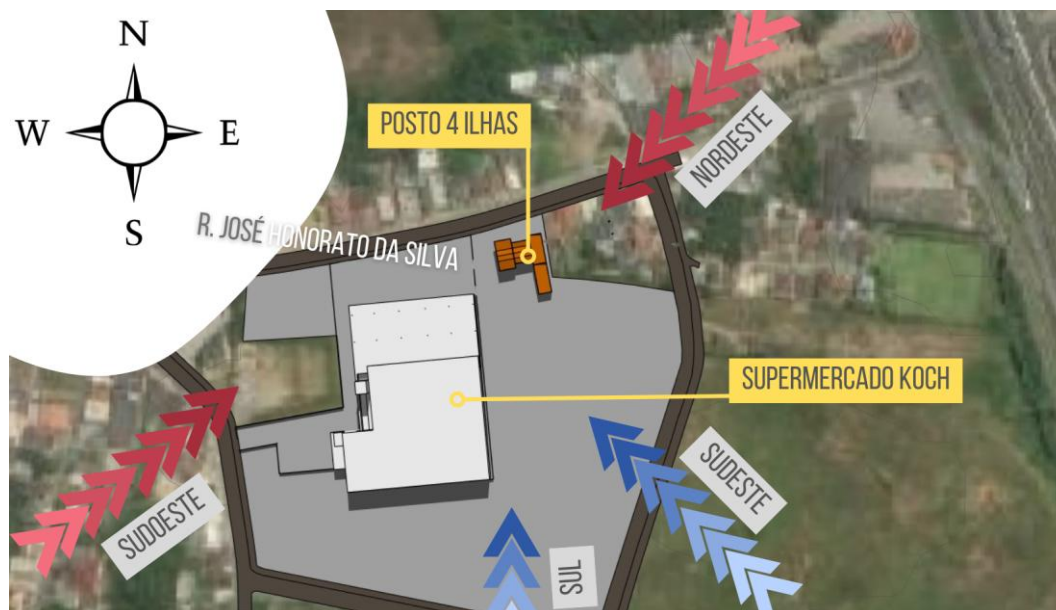 N
W E
S
POSTO 4 ILHAS
NORDESTE
R. JOSÉ HONORATO DA SILVA
SUPERMERCADO KOCH
SUDOESTE
SUDESTE
SUL